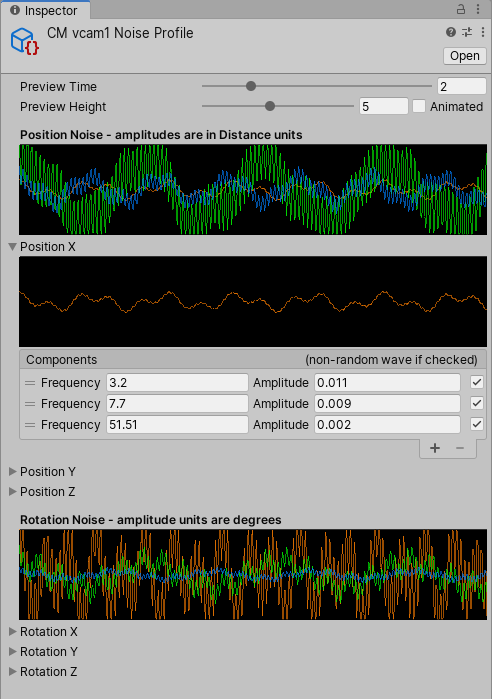 Inspector
CM vcam1 Noise Profile
Open
Preview Time 2
Preview Height 5 Animated
Position Noise - amplitudes are in Distance units
Position X
Components (non-random wave if checked)
Frequency 3.2 Amplitude 0.011
Frequency 7.7 Amplitude 0.009
Frequency 51.51 Amplitude 0.002
Position Y
Position Z
Rotation Noise - amplitude units are degrees
Rotation X
Rotation Y
Rotation Z